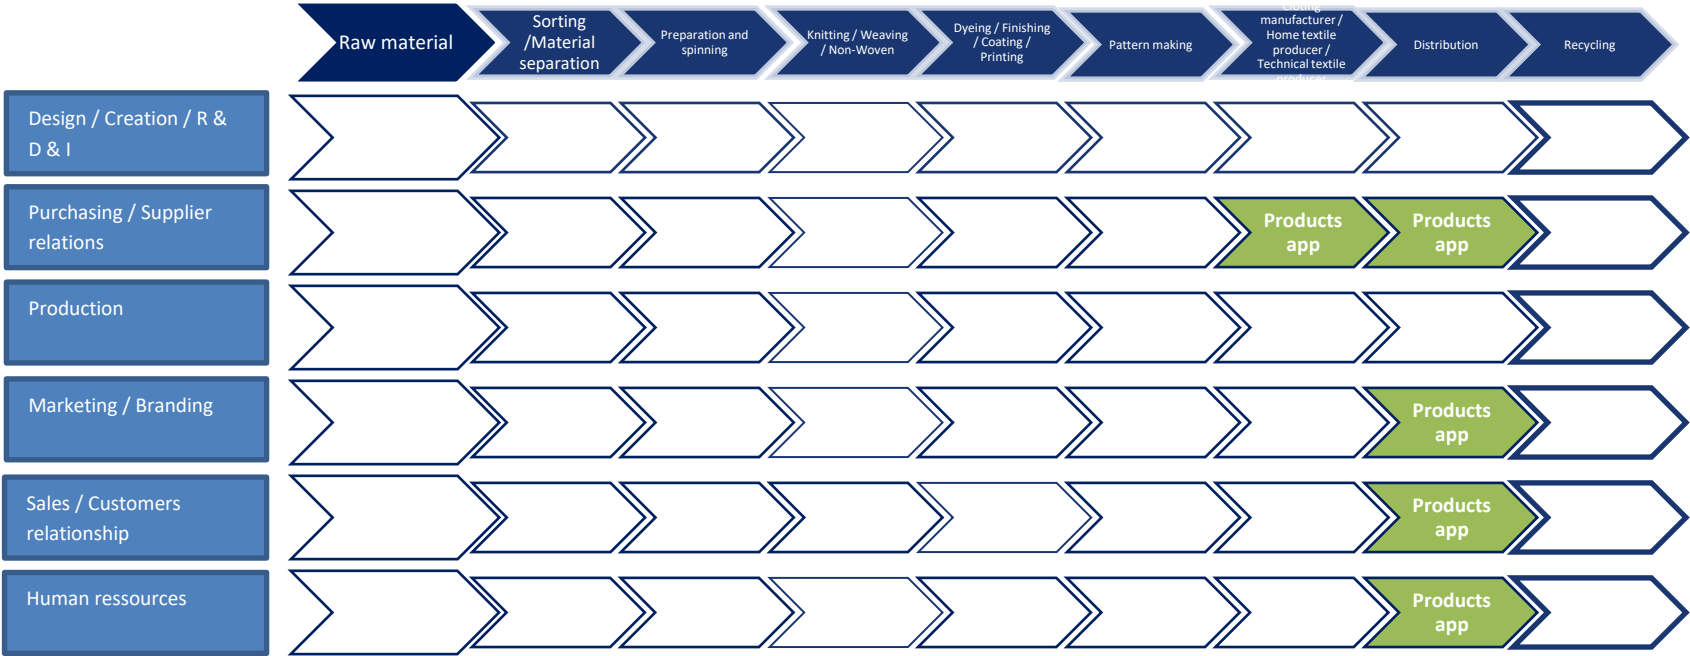 Raw material
Sorting
/Material
separation
Preparation and
spinning
Knitting / Weaving
/ Non-Woven
Dyeing / Finishing
/ Coating /
Printing
Pattern making
Cloting
manufacturer /
Home textile
producer /
Technical textile
producer
Distribution
Recycling
Design / Creation / R &
D & I
Purchasing / Supplier
relations
Products
app
Products
app
Production
Marketing / Branding
Products
app
Sales / Customers
relationship
Products
app
Human ressources
Products
app